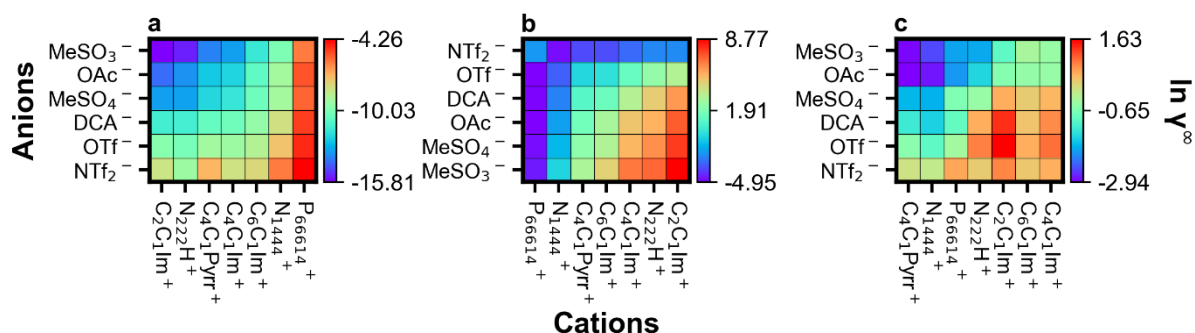 a
b
c
Anions
MeSO₃⁻
OAc⁻
MeSO₄⁻
DCA⁻
OTf⁻
NTf₂⁻
-4.26
-10.03
-15.81
C₂C₁Im⁺
N₂₂₂H⁺
C₄C₁Pyrr⁺
C₄C₁Im⁺
C₆C₁Im⁺
N₁₄₄₄⁺
P₆₆₆₁₄⁺
NTf₂⁻
OTf⁻
DCA⁻
OAc⁻
MeSO₄⁻
MeSO₃⁻
8.77
1.91
-4.95
P₆₆₆₁₄⁺
N₁₄₄₄⁺
C₄C₁Pyrr⁺
C₆C₁Im⁺
C₄C₁Im⁺
N₂₂₂H⁺
C₂C₁Im⁺
MeSO₃⁻
OAc⁻
MeSO₄⁻
DCA⁻
OTf⁻
NTf₂⁻
1.63
-0.65
-2.94
C₄C₁Pyrr⁺
N₁₄₄₄⁺
P₆₆₆₁₄⁺
N₂₂₂H⁺
C₂C₁Im⁺
C₆C₁Im⁺
C₄C₁Im⁺
ln γ^∞
Cations